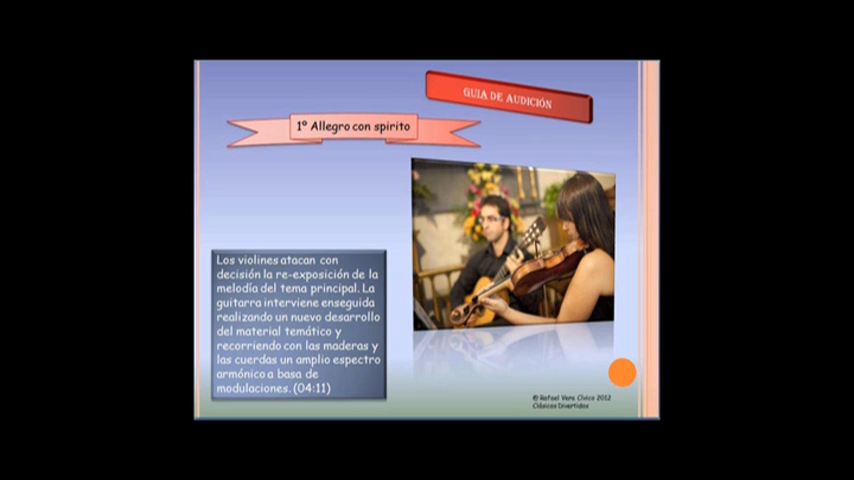 GUIA DE AUDICIÓN
1º Allegro con spirito
Los violines atacan con
decisión la re-exposición de la
melodía del tema principal. La
guitarra interviene enseguida
realizando un nuevo desarrollo
del material temático y
recorriendo con las maderas y
las cuerdas un amplio espectro
armónico a basa de
modulaciones. (04:11)
® Rafael Vera Cívico 2012
Clásicos Divertidos